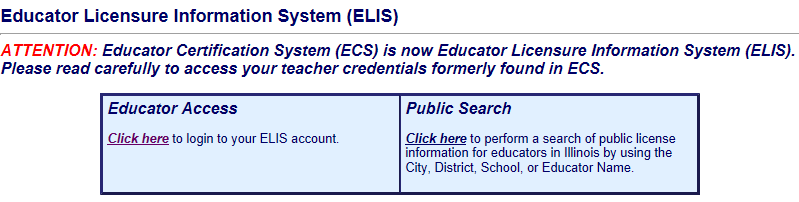 Educator Licensure Information System (ELIS)
ATTENTION: Educator Certification System (ECS) is now Educator Licensure Information System (ELIS).
Please read carefully to access your teacher credentials formerly found in ECS.
Educator Access
Click here to login to your ELIS account.
Public Search
Click here to perform a search of public license
information for educators in Illinois by using the
City, District, School, or Educator Name.